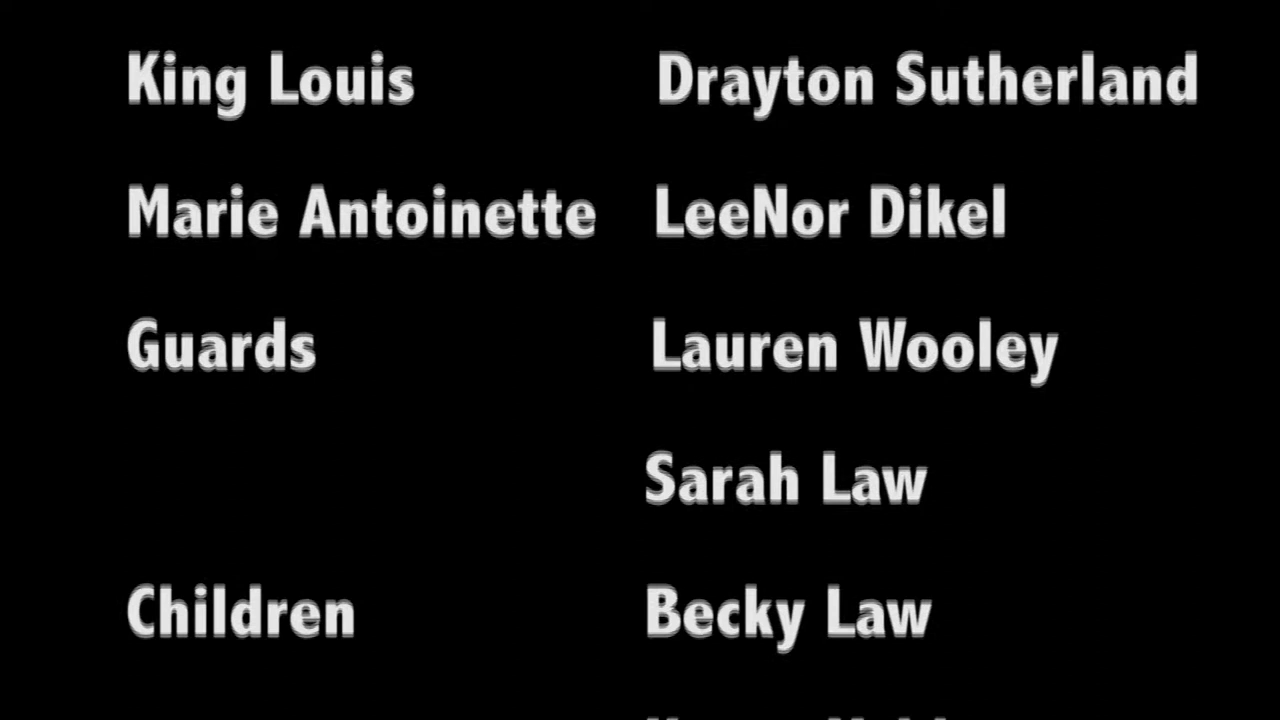 King Louis Drayton Sutherland
Marie Antoinette LeeNor Dikel
Guards Lauren Wooley
Sarah Law
Children Becky Law